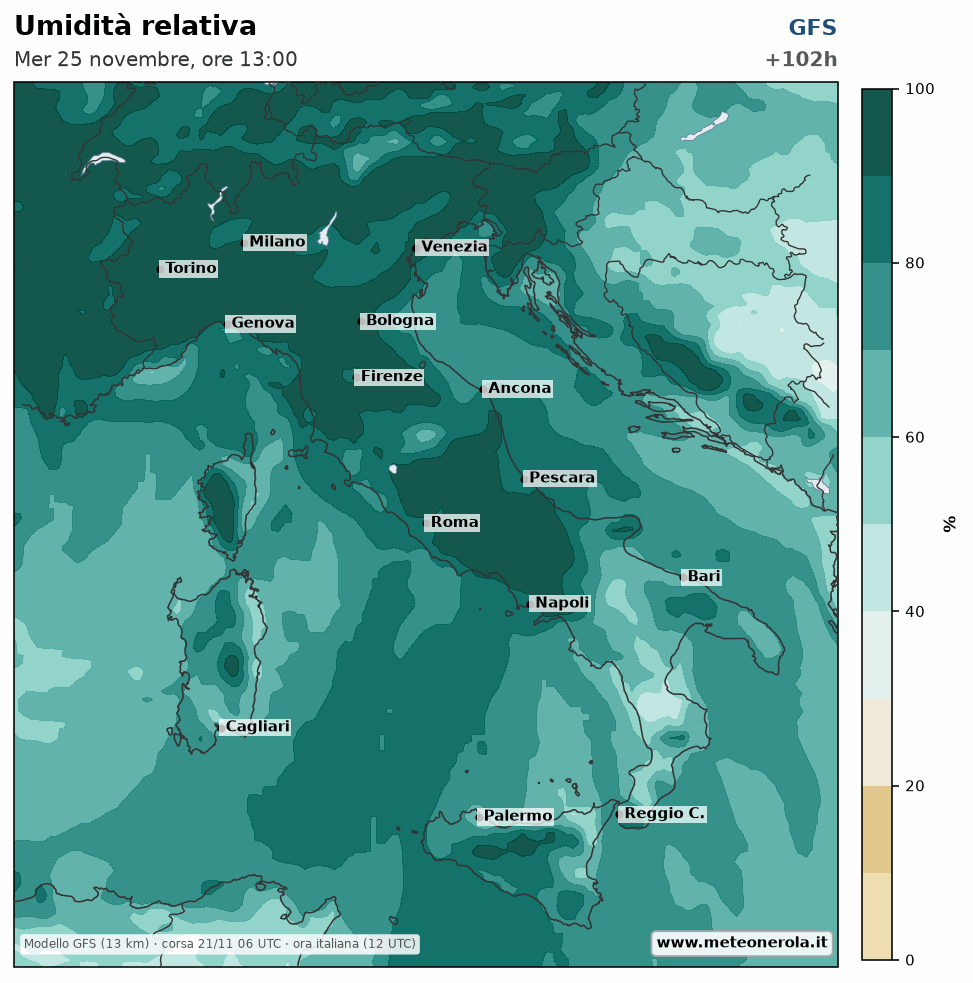 Umidità relativa
GFS
Mer 25 novembre, ore 13:00
+102h
100
80
60
%
40
20
0
Milano
Venezia
Torino
Genova
Bologna
Firenze
Ancona
Pescara
Roma
Bari
Napoli
Cagliari
Palermo
Reggio C.
Modello GFS (13 km) · corsa 21/11 06 UTC · ora italiana (12 UTC)
www.meteonerola.it